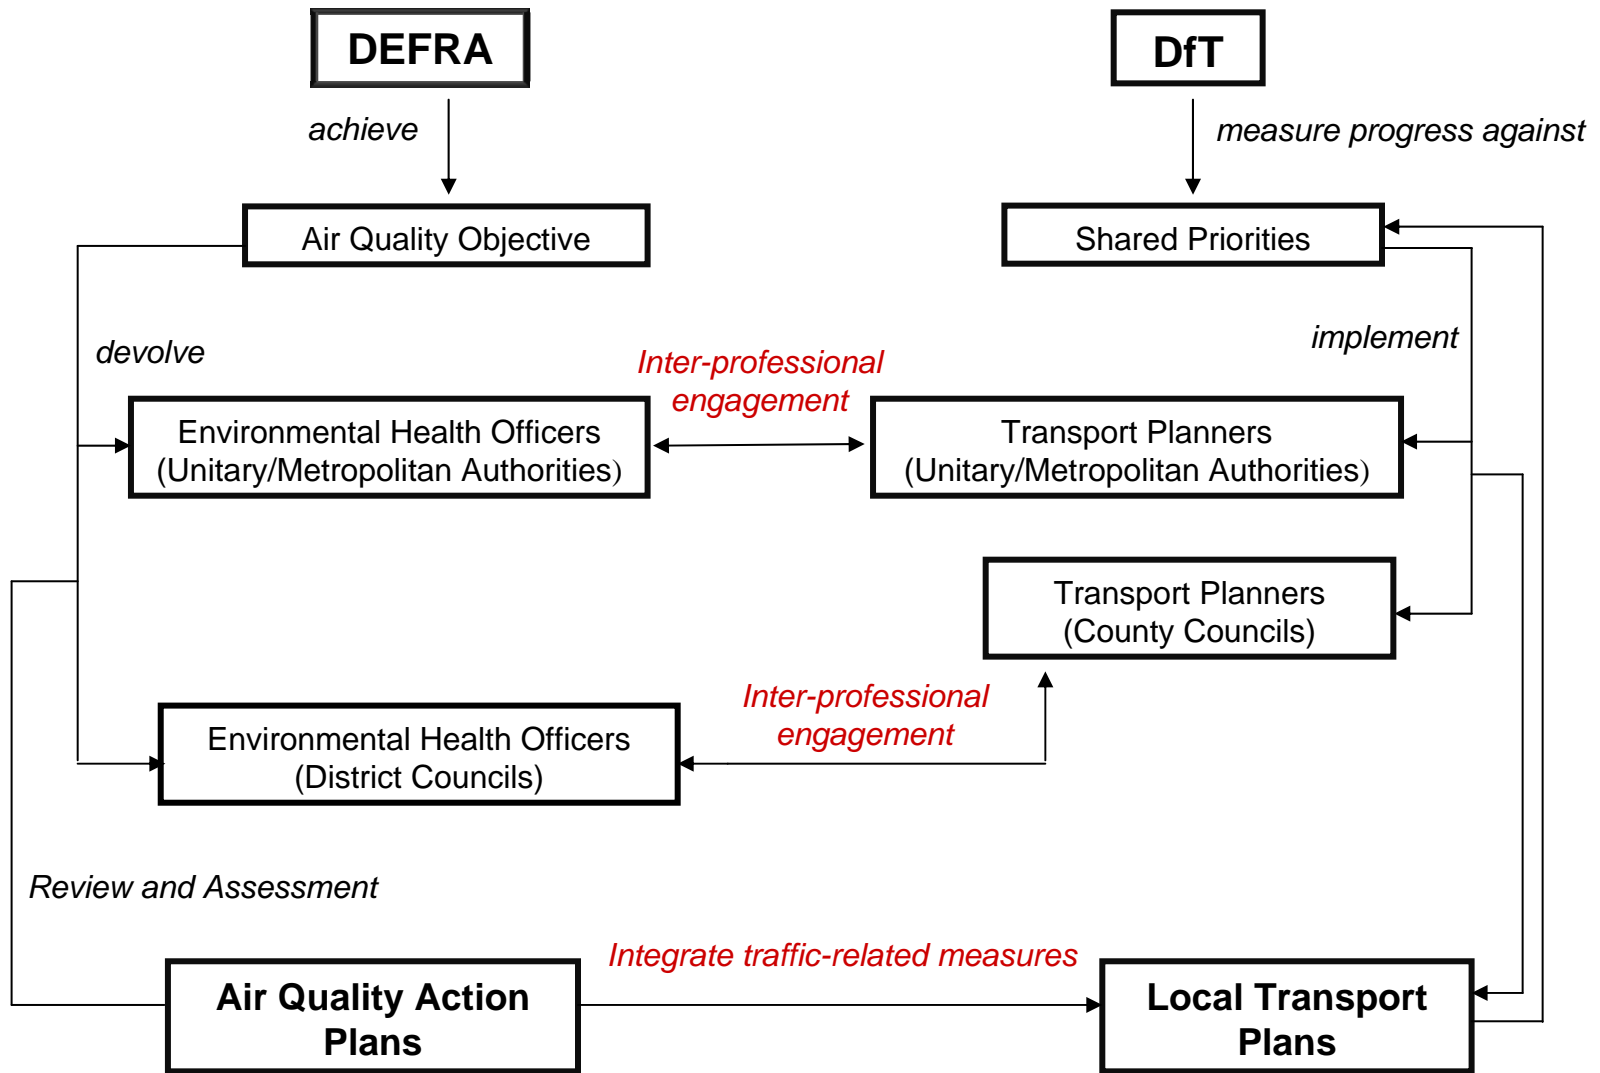 DEFRA
DfT
achieve
measure progress against
Air Quality Objective
Shared Priorities
devolve
implement
Inter-professional
engagement
Environmental Health Officers
(Unitary/Metropolitan Authorities)
Transport Planners
(Unitary/Metropolitan Authorities)
Transport Planners
(County Councils)
Inter-professional
engagement
Environmental Health Officers
(District Councils)
Review and Assessment
Integrate traffic-related measures
Air Quality Action
Plans
Local Transport
Plans